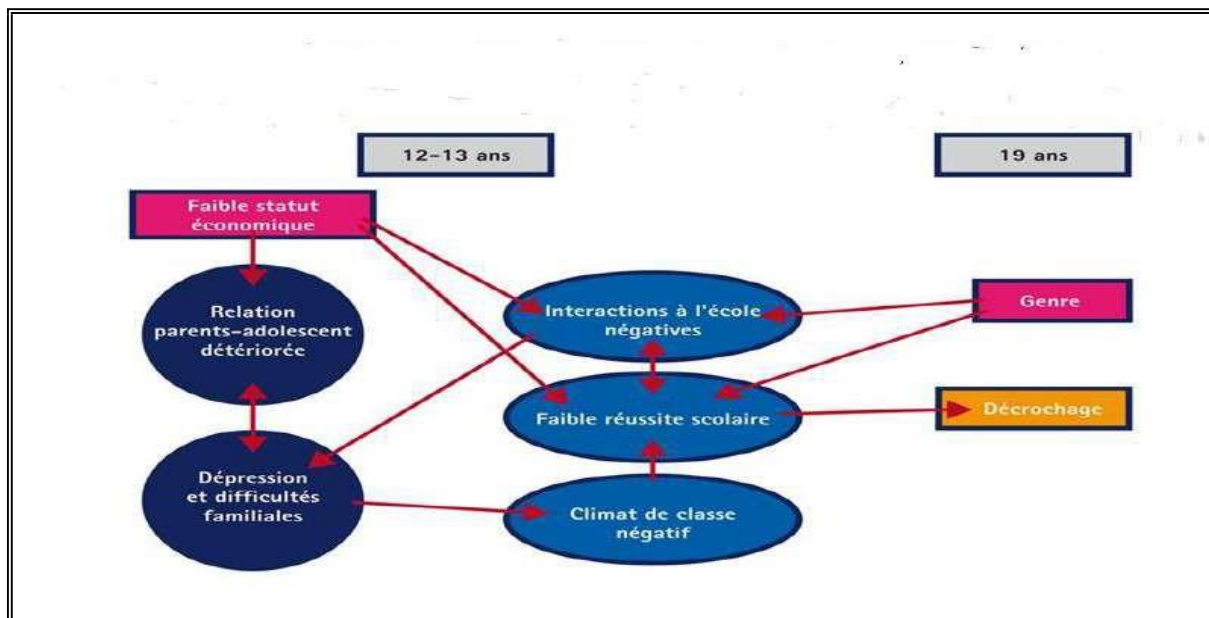 12-13 ans
19 ans
Faible statut
économique
Relation
parents-adolescent
détériorée
Interactions à l'école
négatives
Genre
Faible réussite scolaire
Décrochage
Dépression
et difficultés
familiales
Climat de classe
négatif